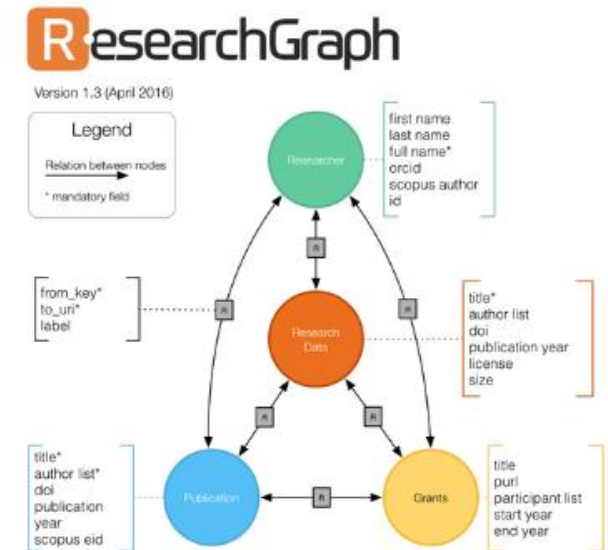 ResearchGraph
Version 1.3 (April 2016)
Legend
Relation between nodes
* mandatory field
Researcher
first name
last name
full name*
orcid
scopus author
id
R
R
R
from_key*
to_uri*
label
Research
Data
title*
author list
doi
publication year
license
size
R
R
title*
author list*
doi
publication
year
scopus eid
Publication
R
Grants
title
purl
participant list
start year
end year